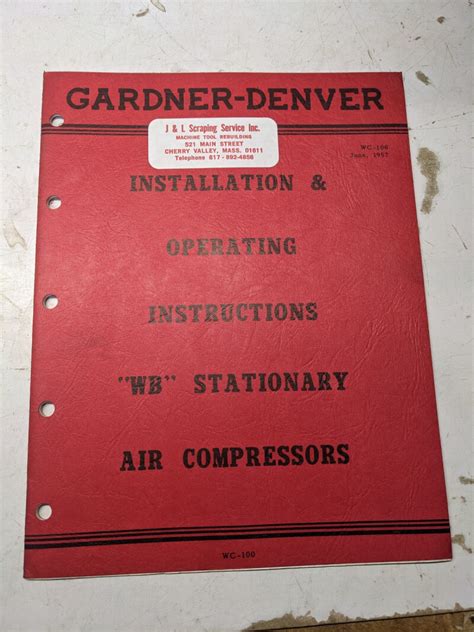 GARDNER-DENVER
J & L Scraping Service Inc.
MACHINE TOOL REBUILDING
521 MAIN STREET
CHERRY VALLEY, MASS. 01611
Telephone 617 - 892-4856
WC-100
June, 1957
INSTALLATION &
OPERATING
INSTRUCTIONS
"WB" STATIONARY
AIR COMPRESSORS
WC-100